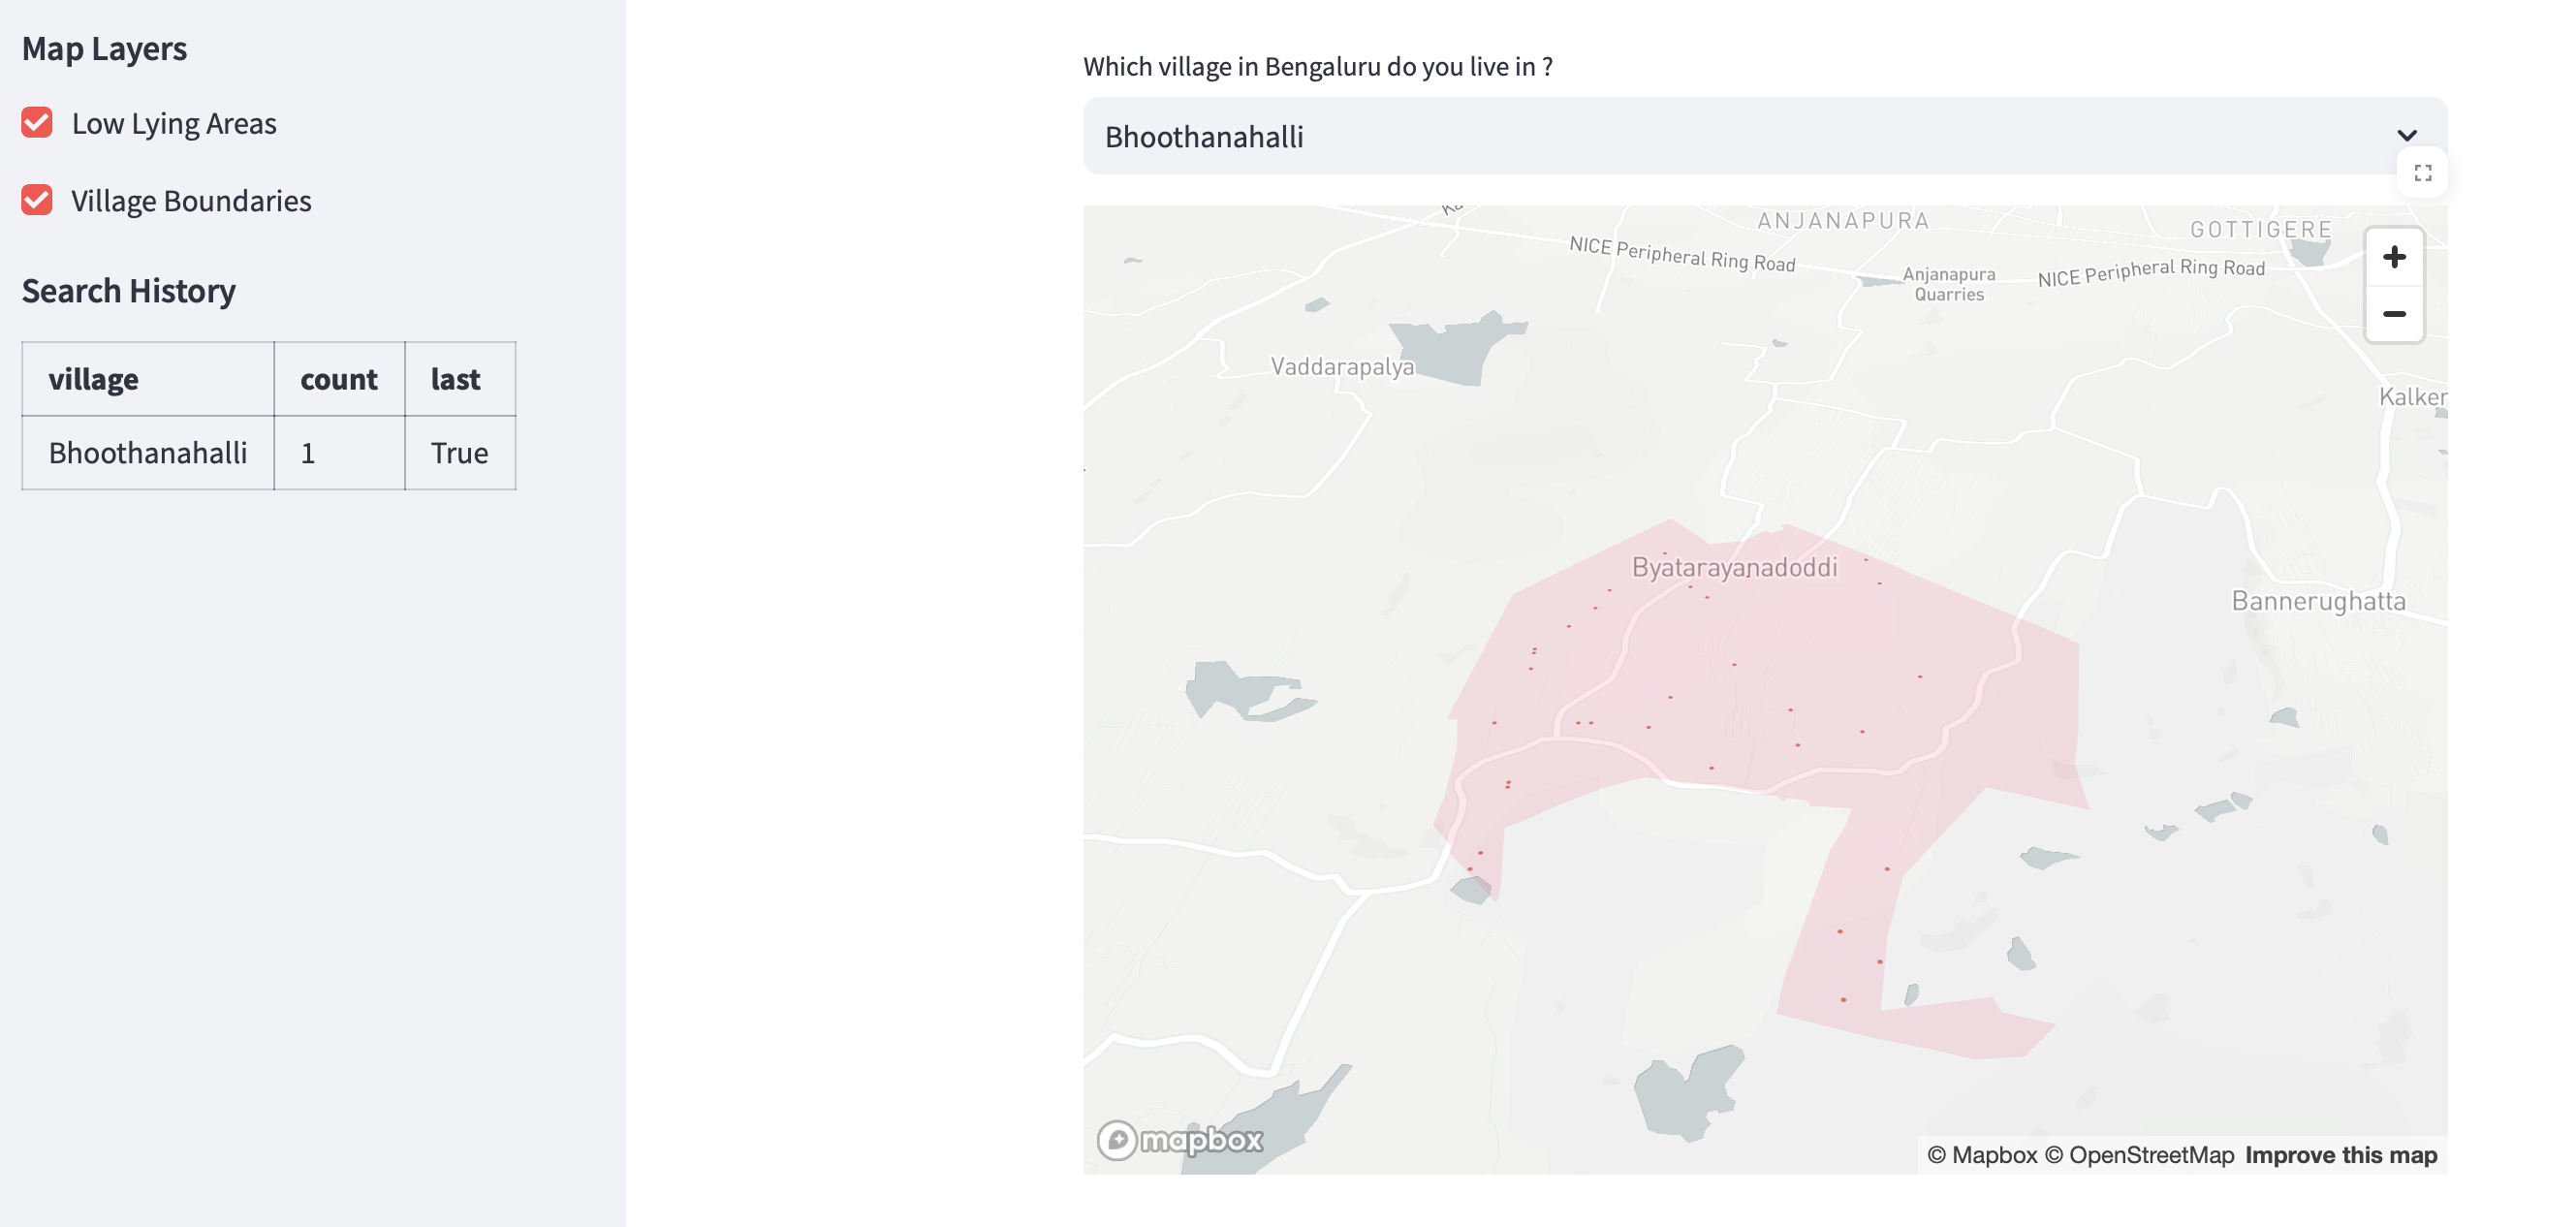 Map Layers
Low Lying Areas
Village Boundaries
Search History
village count last
Bhoothanahalli 1 True
Which village in Bengaluru do you live in ?
Bhoothanahalli
ANJANAPURA
GOTTIGERE
NICE Peripheral Ring Road
Anjanapura
Quarries
NICE Peripheral Ring Road
Vaddarapalya
Kalker
Byatarayanadoddi
Bannerughatta
mapbox
© Mapbox © OpenStreetMap Improve this map